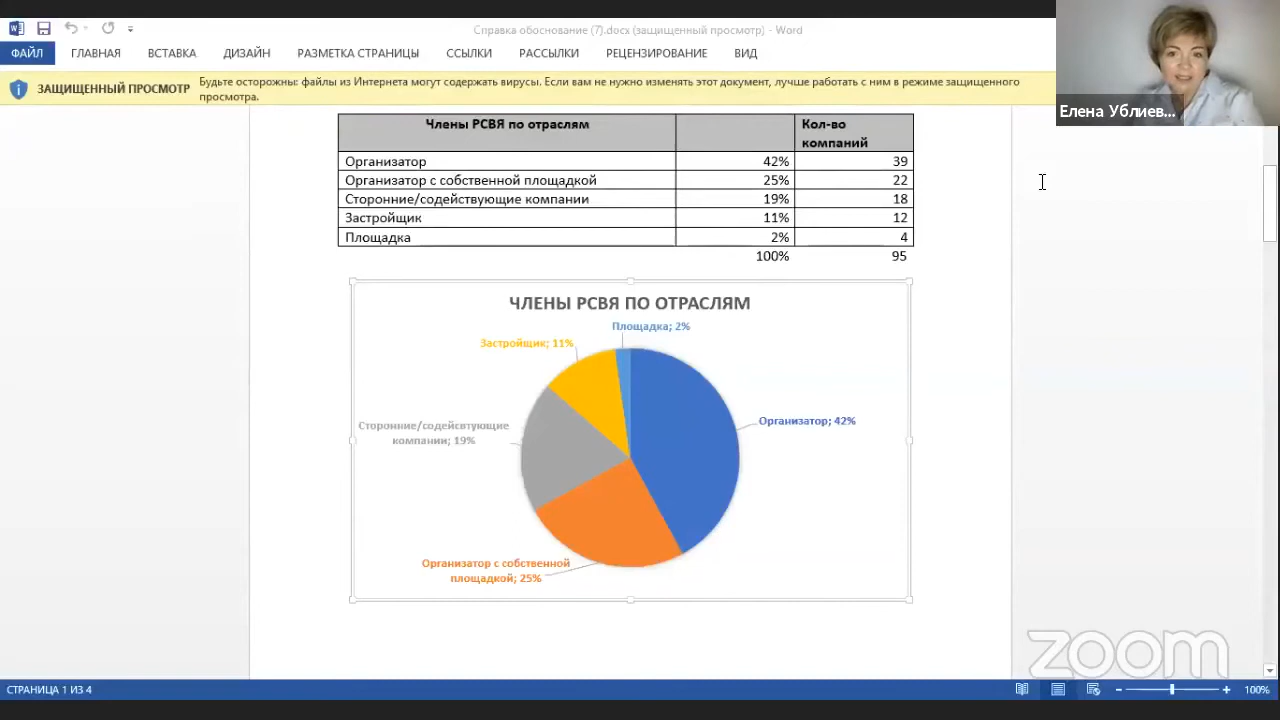 Справка обоснование (7).docx (защищенный просмотр) - Word
ФАЙЛ ГЛАВНАЯ ВСТАВКА ДИЗАЙН РАЗМЕТКА СТРАНИЦЫ ССЫЛКИ РАССЫЛКИ РЕЦЕНЗИРОВАНИЕ ВИД
ЗАЩИЩЕННЫЙ ПРОСМОТР Будьте осторожны: файлы из Интернета могут содержать вирусы. Если вам не нужно изменять этот документ, лучше работать с ним в режиме защищенного
просмотра.
Елена Ублиев...
Члены РСВЯ по отраслям Кол-во
компаний
Организатор 42% 39
Организатор с собственной площадкой 25% 22
Сторонние/содействующие компании 19% 18
Застройщик 11% 12
Площадка 2% 4
100% 95
ЧЛЕНЫ РСВЯ ПО ОТРАСЛЯМ
Площадка; 2%
Застройщик; 11%
Организатор; 42%
Сторонние/содейсвтующие
компании; 19%
Организатор с собственной
площадкой; 25%
zoom
СТРАНИЦА 1 ИЗ 4 100%